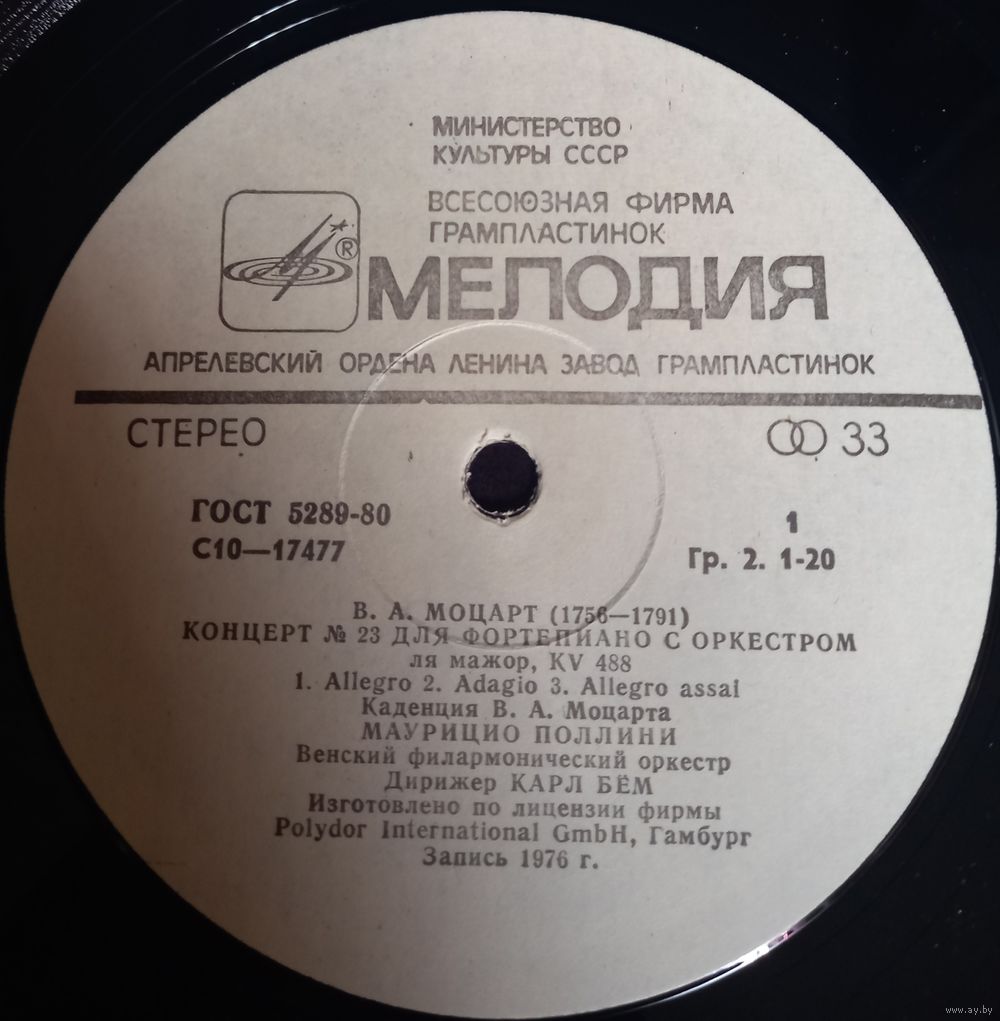 МИНИСТЕРСТВО
КУЛЬТУРЫ СССР
ВСЕСОЮЗНАЯ ФИРМА
ГРАМПЛАСТИНОК
®
МЕЛОДИЯ
АПРЕЛЕВСКИЙ ОРДЕНА ЛЕНИНА ЗАВОД ГРАМПЛАСТИНОК
СТЕРЕО 33
ГОСТ 5289-80 1
С10—17477 Гр. 2. 1-20
В. А. МОЦАРТ (1756—1791)
КОНЦЕРТ № 23 ДЛЯ ФОРТЕПИАНО С ОРКЕСТРОМ
ля мажор, KV 488
1. Allegro 2. Adagio 3. Allegro assai
Каденция В. А. Моцарта
МАУРИЦИО ПОЛЛИНИ
Венский филармонический оркестр
Дирижер КАРЛ БЁМ
Изготовлено по лицензии фирмы
Polydor International GmbH, Гамбург
Запись 1976 г.
www.ay.by